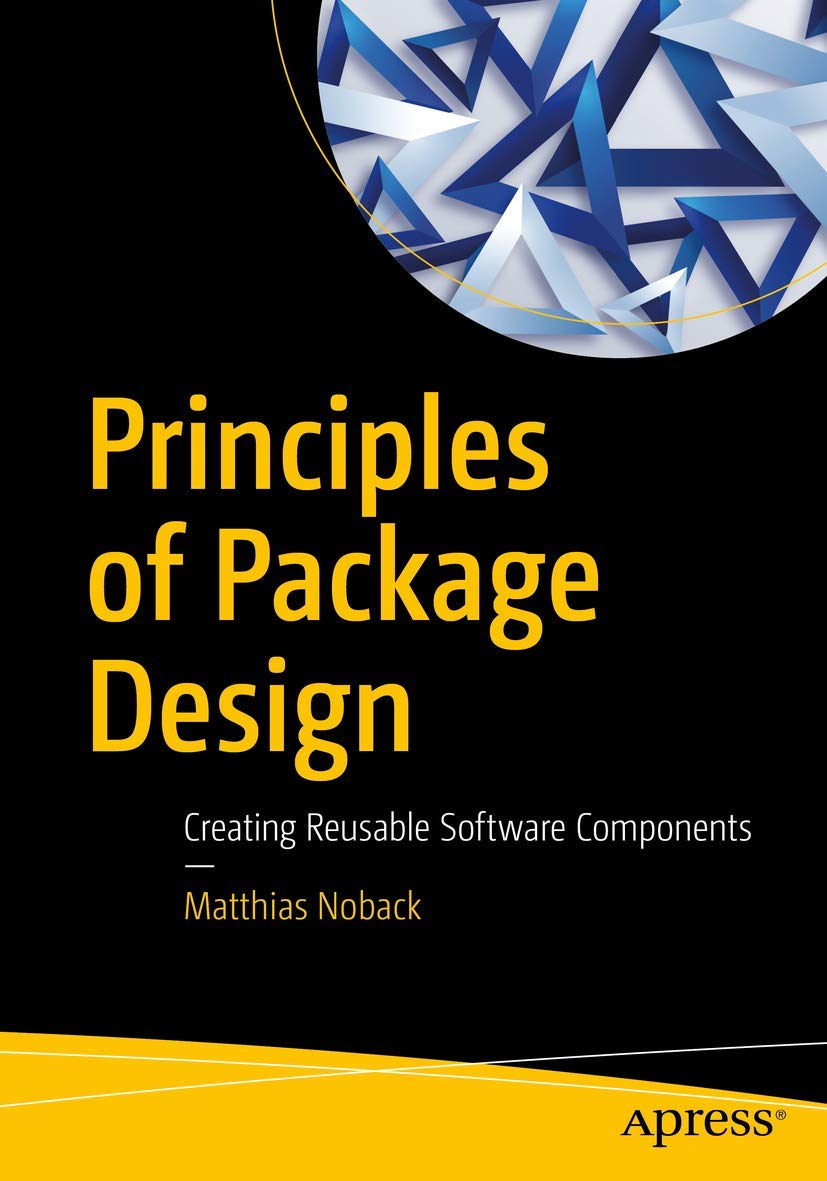 Principles
of Package
Design
Creating Reusable Software Components
—
Matthias Noback
Apress®